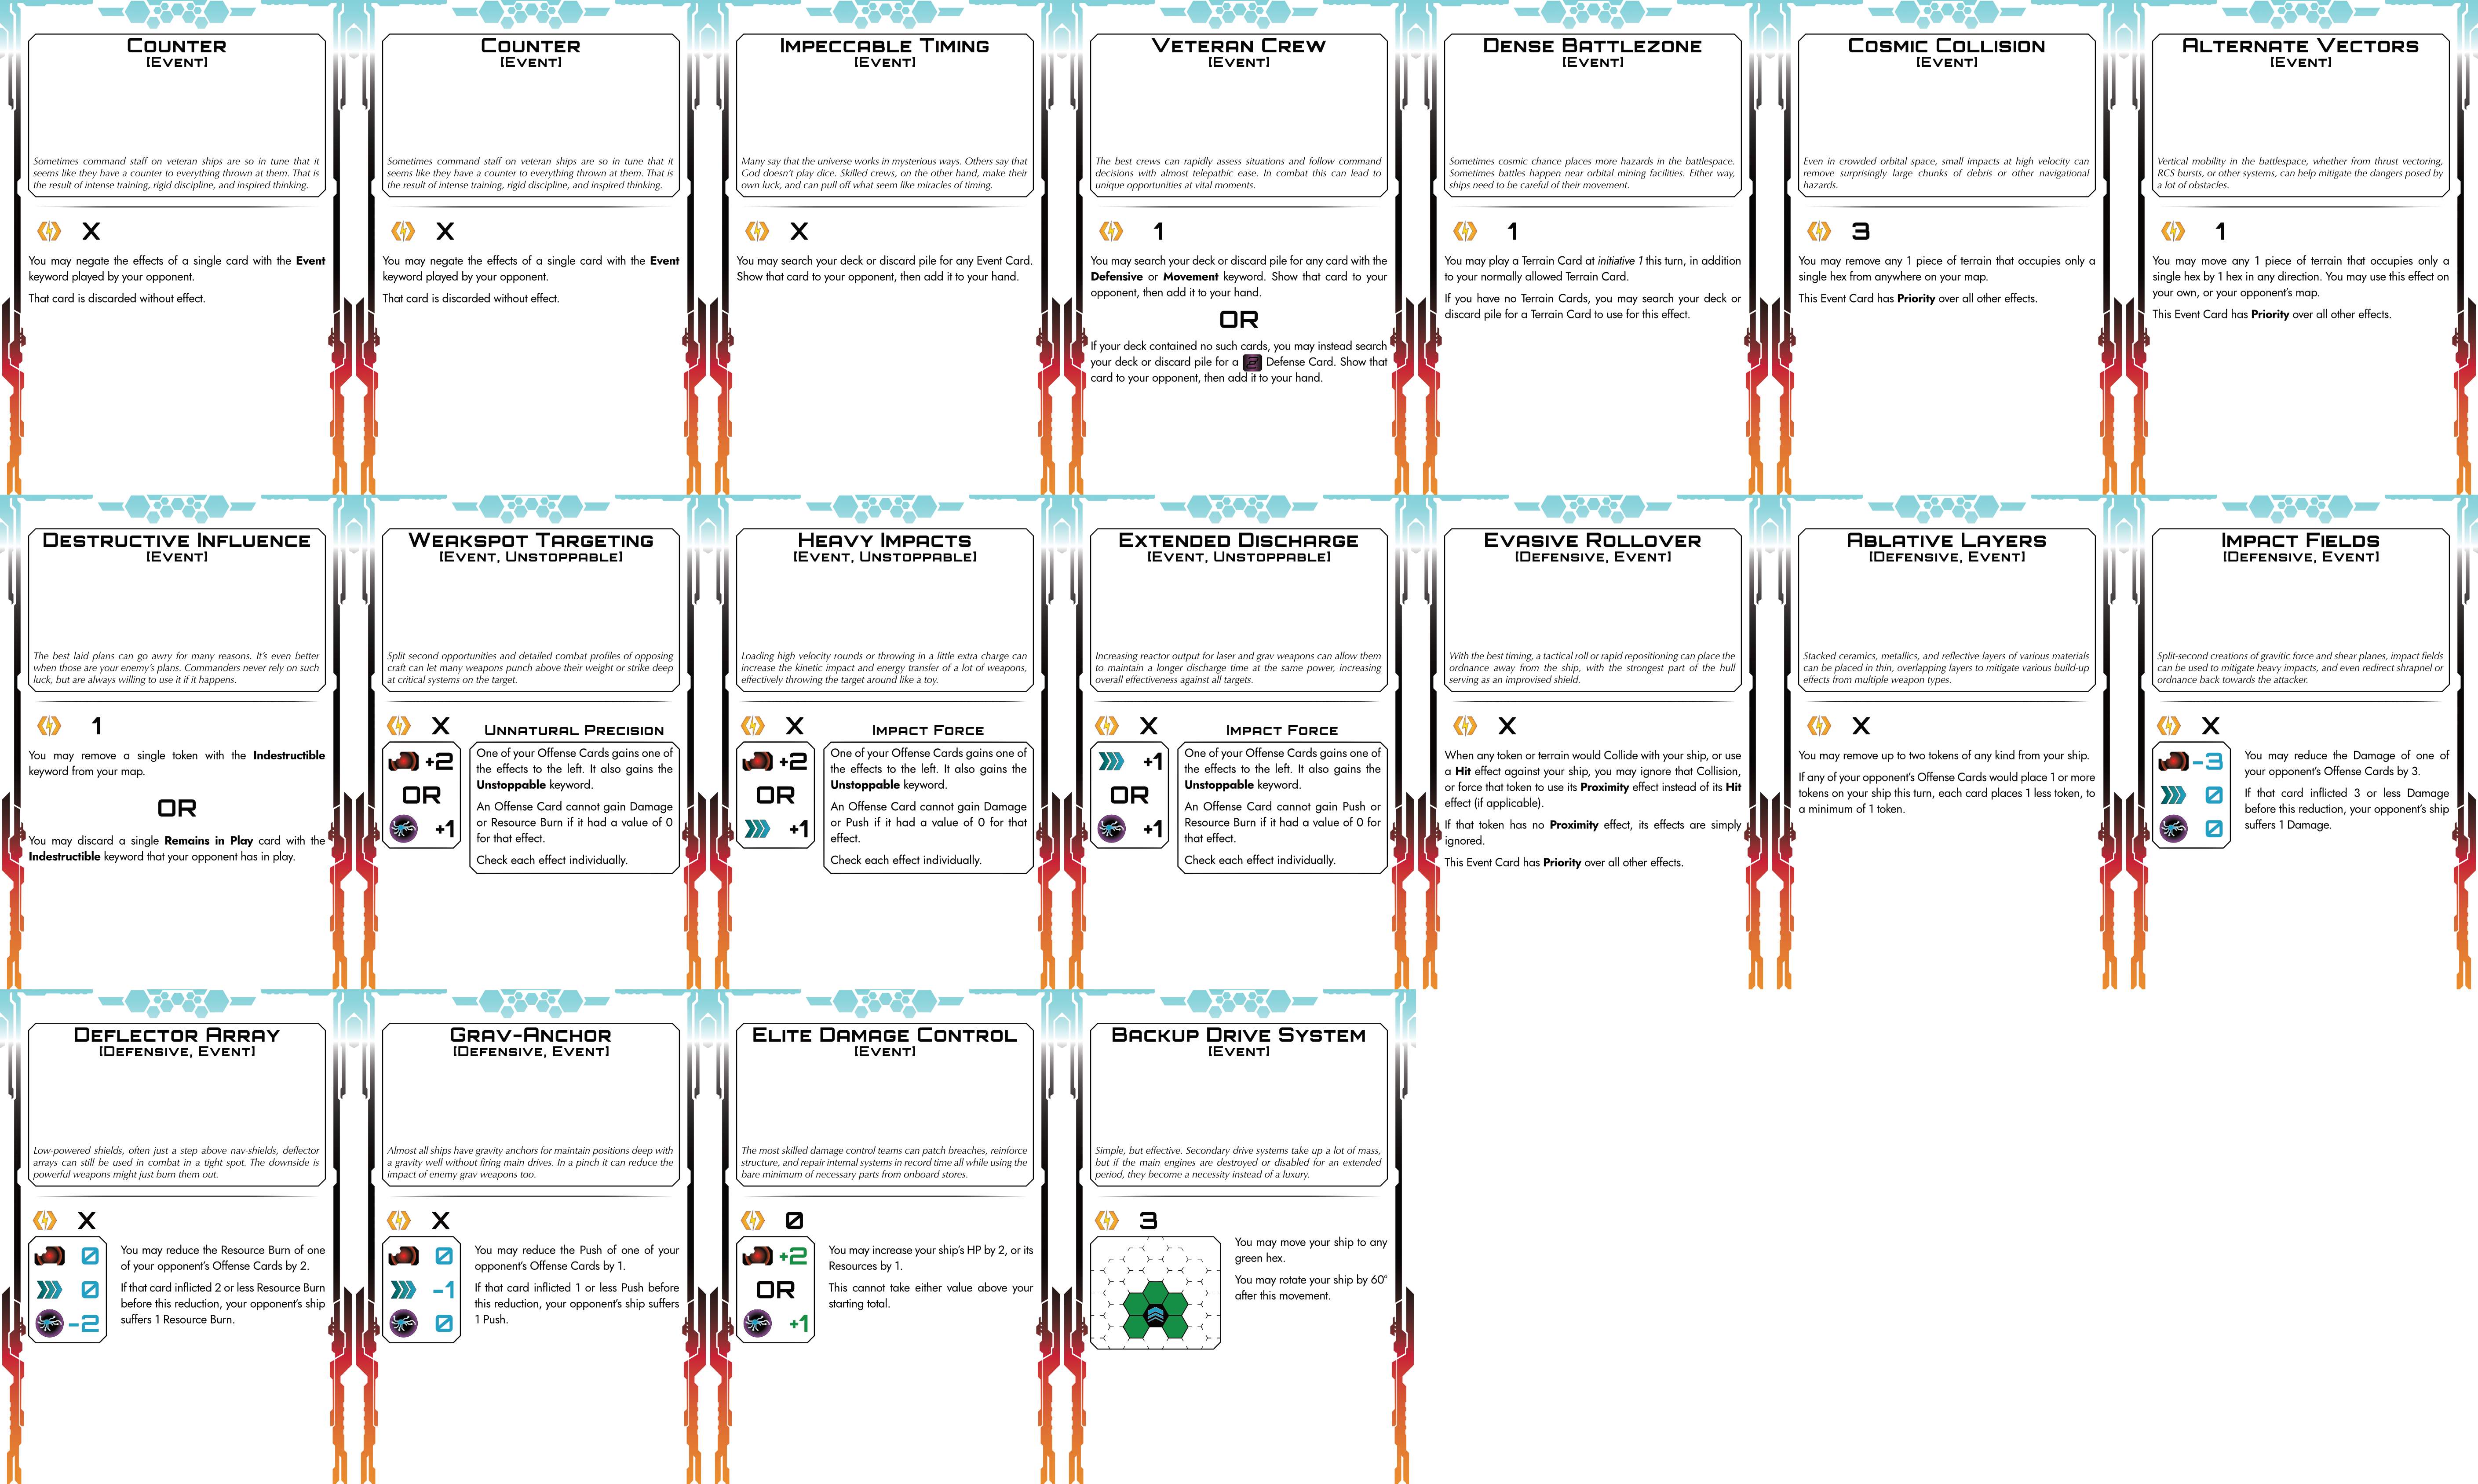 Counter
[Event]
Sometimes command staff on veteran ships are so in tune that it
seems like they have a counter to everything thrown at them. That is
the result of intense training, rigid discipline, and inspired thinking.
X
You may negate the effects of a single card with the Event
keyword played by your opponent.
That card is discarded without effect.
Counter
[Event]
Sometimes command staff on veteran ships are so in tune that it
seems like they have a counter to everything thrown at them. That is
the result of intense training, rigid discipline, and inspired thinking.
X
You may negate the effects of a single card with the Event
keyword played by your opponent.
That card is discarded without effect.
Impeccable Timing
[Event]
Many say that the universe works in mysterious ways. Others say that
God doesn't play dice. Skilled crews, on the other hand, make their
own luck, and can pull off what seem like miracles of timing.
X
You may search your deck or discard pile for any Event Card.
Show that card to your opponent, then add it to your hand.
Veteran Crew
[Event]
The best crews can rapidly assess situations and follow command
decisions with almost telepathic ease. In combat this can lead to
unique opportunities at vital moments.
1
You may search your deck or discard pile for any card with the
Defensive or Movement keyword. Show that card to your
opponent, then add it to your hand.
OR
If your deck contained no such cards, you may instead search
your deck or discard pile for a Defense Card. Show that
card to your opponent, then add it to your hand.
Dense Battlezone
[Event]
Sometimes cosmic chance places more hazards in the battlespace.
Sometimes battles happen near orbital mining facilities. Either way,
ships need to be careful of their movement.
1
You may play a Terrain Card at initiative 1 this turn, in addition
to your normally allowed Terrain Card.
If you have no Terrain Cards, you may search your deck or
discard pile for a Terrain Card to use for this effect.
Cosmic Collision
[Event]
Even in crowded orbital space, small impacts at high velocity can
remove surprisingly large chunks of debris or other navigational
hazards.
3
You may remove any 1 piece of terrain that occupies only a
single hex from anywhere on your map.
This Event Card has Priority over all other effects.
Alternate Vectors
[Event]
Vertical mobility in the battlespace, whether from thrust vectoring,
RCS bursts, or other systems, can help mitigate the dangers posed by
a lot of obstacles.
1
You may move any 1 piece of terrain that occupies only a
single hex by 1 hex in any direction. You may use this effect on
your own, or your opponent's map.
This Event Card has Priority over all other effects.
Destructive Influence
[Event]
The best laid plans can go awry for many reasons. It's even better
when those are your enemy's plans. Commanders never rely on such
luck, but are always willing to use it if it happens.
1
You may remove a single token with the Indestructible
keyword from your map.
OR
You may discard a single Remains in Play card with the
Indestructible keyword that your opponent has in play.
Weakspot Targeting
[Event, Unstoppable]
Split second opportunities and detailed combat profiles of opposing
craft can let many weapons punch above their weight or strike deep
at critical systems on the target.
X
+2
OR
+1
Unnatural Precision
One of your Offense Cards gains one of
the effects to the left. It also gains the
Unstoppable keyword.
An Offense Card cannot gain Damage
or Resource Burn if it had a value of 0
for that effect.
Check each effect individually.
Heavy Impacts
[Event, Unstoppable]
Loading high velocity rounds or throwing in a little extra charge can
increase the kinetic impact and energy transfer of a lot of weapons,
effectively throwing the target around like a toy.
X
+2
OR
+1
Impact Force
One of your Offense Cards gains one of
the effects to the left. It also gains the
Unstoppable keyword.
An Offense Card cannot gain Damage
or Push if it had a value of 0 for that
effect.
Check each effect individually.
Extended Discharge
[Event, Unstoppable]
Increasing reactor output for laser and grav weapons can allow them
to maintain a longer discharge time at the same power, increasing
overall effectiveness against all targets.
X
+1
OR
+1
Impact Force
One of your Offense Cards gains one of
the effects to the left. It also gains the
Unstoppable keyword.
An Offense Card cannot gain Push or
Resource Burn if it had a value of 0 for
that effect.
Check each effect individually.
Evasive Rollover
[Defensive, Event]
With the best timing, a tactical roll or rapid repositioning can place the
ordnance away from the ship, with the strongest part of the hull
serving as an improvised shield.
X
When any token or terrain would Collide with your ship, or use
a Hit effect against your ship, you may ignore that Collision,
or force that token to use its Proximity effect instead of its Hit
effect (if applicable).
If that token has no Proximity effect, its effects are simply
ignored.
This Event Card has Priority over all other effects.
Ablative Layers
[Defensive, Event]
Stacked ceramics, metallics, and reflective layers of various materials
can be placed in thin, overlapping layers to mitigate various build-up
effects from multiple weapon types.
X
You may remove up to two tokens of any kind from your ship.
If any of your opponent's Offense Cards would place 1 or more
tokens on your ship this turn, each card places 1 less token, to
a minimum of 1 token.
Impact Fields
[Defensive, Event]
Split-second creations of gravitic force and shear planes, impact fields
can be used to mitigate heavy impacts, and even redirect shrapnel or
ordnance back towards the attacker.
X
-3
0
0
You may reduce the Damage of one of
your opponent's Offense Cards by 3.
If that card inflicted 3 or less Damage
before this reduction, your opponent's ship
suffers 1 Damage.
Deflector Array
[Defensive, Event]
Low-powered shields, often just a step above nav-shields, deflector
arrays can still be used in combat in a tight spot. The downside is
powerful weapons might just burn them out.
X
0
0
-2
You may reduce the Resource Burn of one
of your opponent's Offense Cards by 2.
If that card inflicted 2 or less Resource Burn
before this reduction, your opponent's ship
suffers 1 Resource Burn.
Grav-Anchor
[Defensive, Event]
Almost all ships have gravity anchors for maintain positions deep with
a gravity well without firing main drives. In a pinch it can reduce the
impact of enemy grav weapons too.
X
0
-1
0
You may reduce the Push of one of your
opponent's Offense Cards by 1.
If that card inflicted 1 or less Push before
this reduction, your opponent's ship suffers
1 Push.
Elite Damage Control
[Event]
The most skilled damage control teams can patch breaches, reinforce
structure, and repair internal systems in record time all while using the
bare minimum of necessary parts from onboard stores.
0
+2
OR
+1
You may increase your ship's HP by 2, or its
Resources by 1.
This cannot take either value above your
starting total.
Backup Drive System
[Event]
Simple, but effective. Secondary drive systems take up a lot of mass,
but if the main engines are destroyed or disabled for an extended
period, they become a necessity instead of a luxury.
3
You may move your ship to any
green hex.
You may rotate your ship by 60°
after this movement.